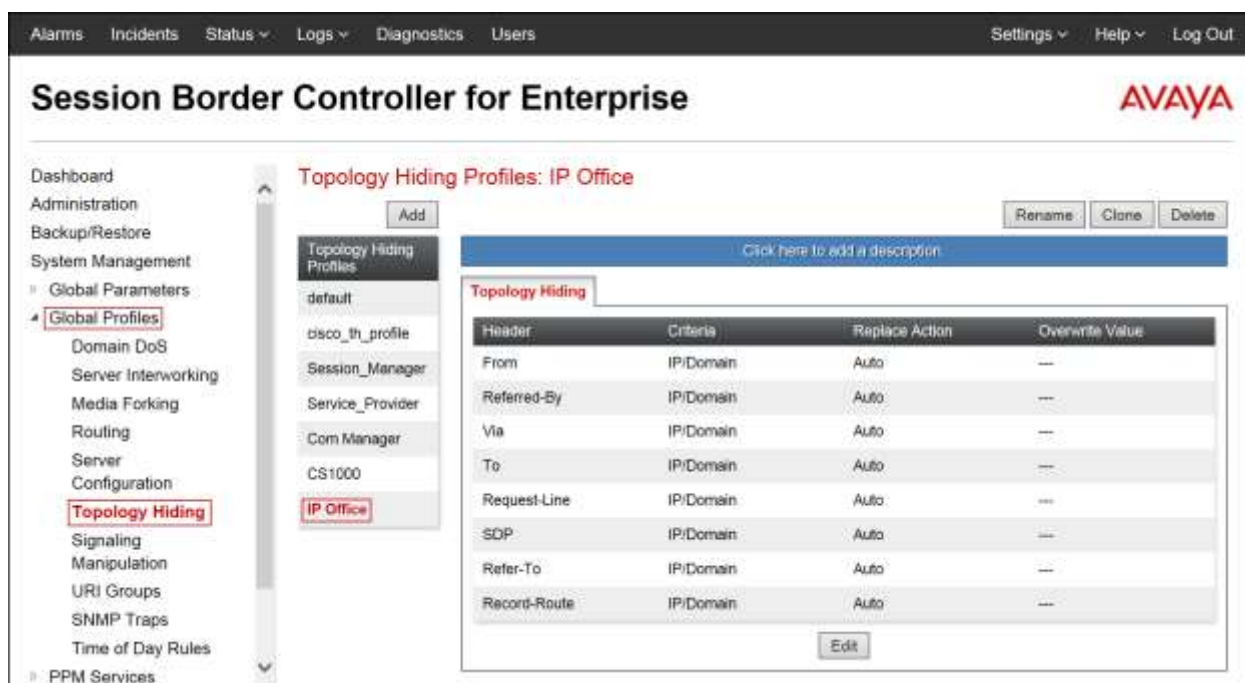 Alarms Incidents Status Logs Diagnostics Users Settings Help Log Out
Session Border Controller for Enterprise
AVAYA
Dashboard
Administration
Backup/Restore
System Management
Global Parameters
Global Profiles
Domain DoS
Server Interworking
Media Forking
Routing
Server
Configuration
Topology Hiding
Signaling
Manipulation
URI Groups
SNMP Traps
Time of Day Rules
PPM Services
Topology Hiding Profiles: IP Office
Add
Rename Clone Delete
Topology Hiding
Profiles
default
cisco_th_profile
Session_Manager
Service_Provider
Com Manager
CS1000
IP Office
Click here to add a description.
Topology Hiding
Header Criteria Replace Action Overwrite Value
From IP/Domain Auto ---
Referred-By IP/Domain Auto ---
Via IP/Domain Auto ---
To IP/Domain Auto ---
Request-Line IP/Domain Auto ---
SDP IP/Domain Auto ---
Refer-To IP/Domain Auto ---
Record-Route IP/Domain Auto ---
Edit